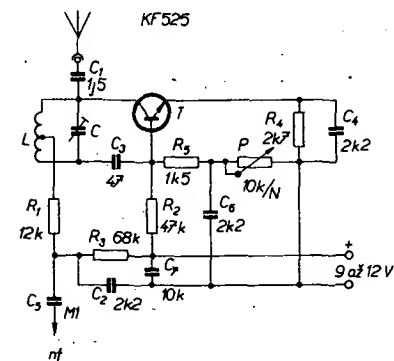 KF525
C1
1j5
L
C
T
C3
47
R5
1k5
P
10k/N
R4
2k7
C4
2k2
R1
12k
R2
47k
C6
2k2
R3 68k
C7
10k
C2 2k2
+
9 až 12 V
-
C5 M1
nf